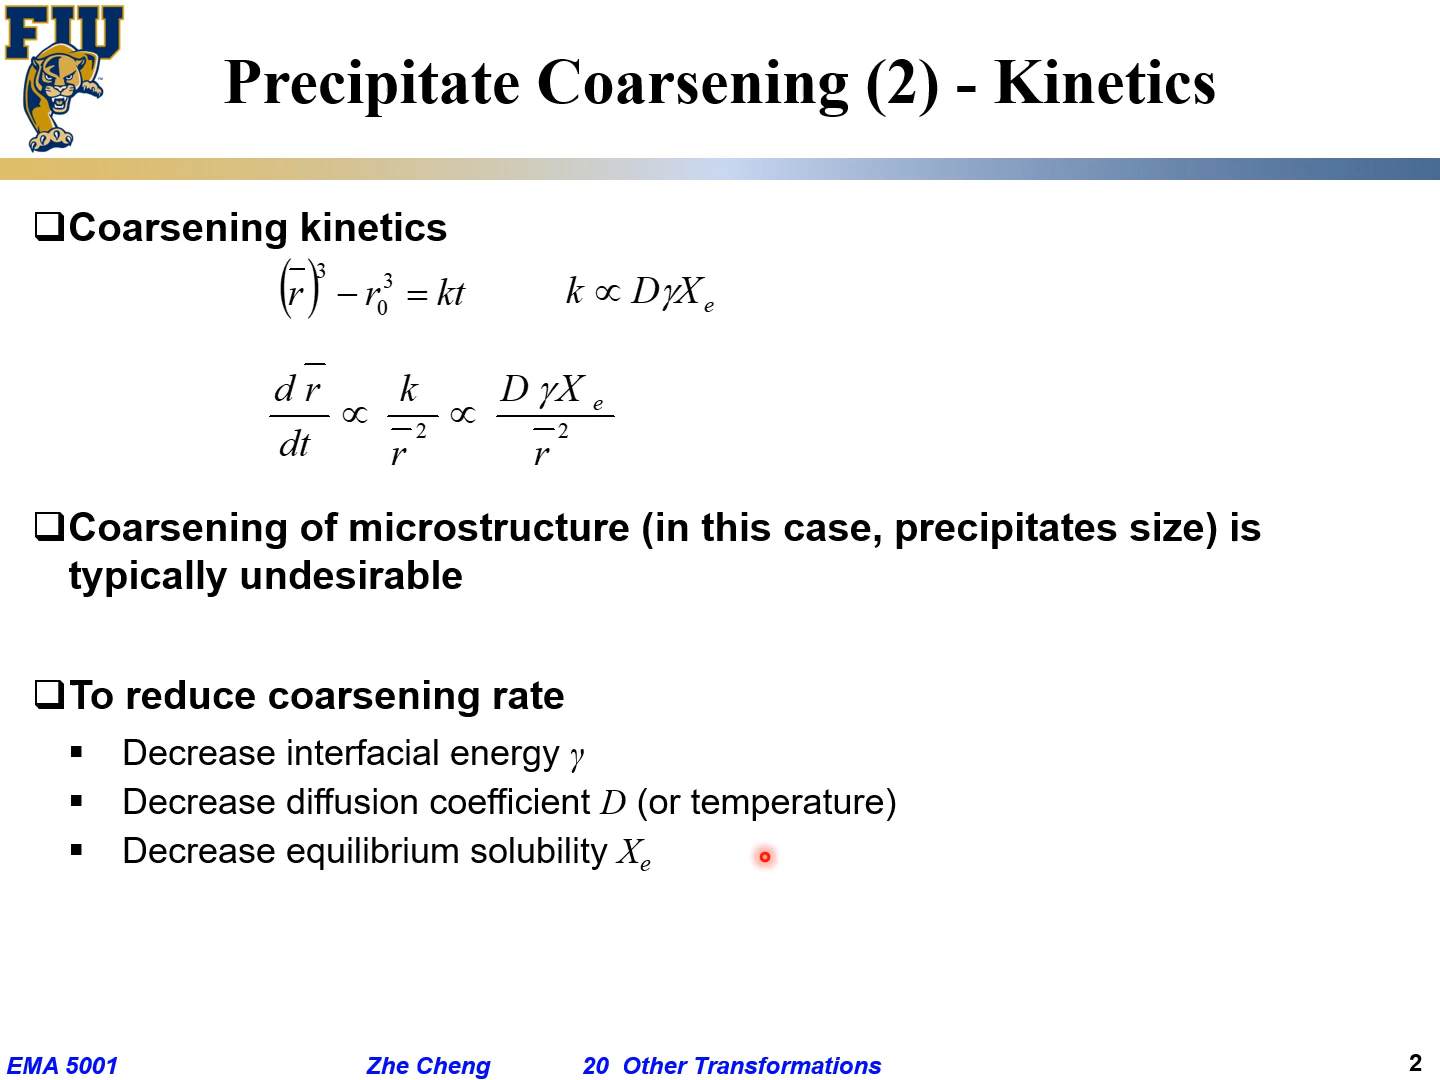 FIU
Precipitate Coarsening (2) - Kinetics
❑Coarsening kinetics
(r̅)³ − r₀³ = kt k ∝ DγXₑ
d r̅ / dt ∝ k / r̅² ∝ D γX ₑ / r̅²
❑Coarsening of microstructure (in this case, precipitates size) is
typically undesirable
❑To reduce coarsening rate
▪ Decrease interfacial energy γ
▪ Decrease diffusion coefficient D (or temperature)
▪ Decrease equilibrium solubility Xₑ
EMA 5001 Zhe Cheng 20 Other Transformations 2